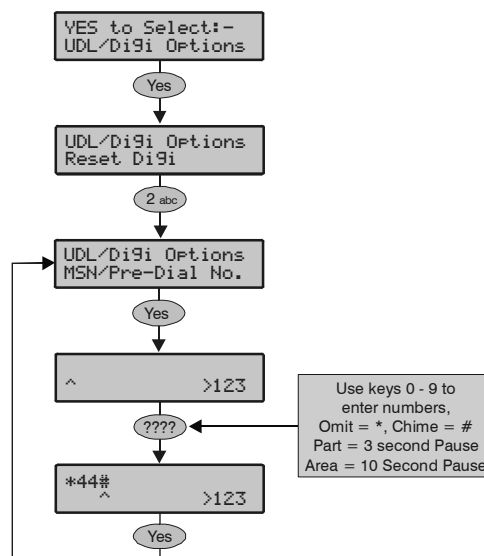 YES to Select:-
UDL/Digi Options
Yes
UDL/Digi Options
Reset Digi
2 abc
UDL/Digi Options
MSN/Pre-Dial No.
Yes
^ >123
????
Use keys 0 - 9 to
enter numbers,
Omit = *, Chime = #
Part = 3 second Pause
Area = 10 Second Pause
*44#
^ >123
Yes